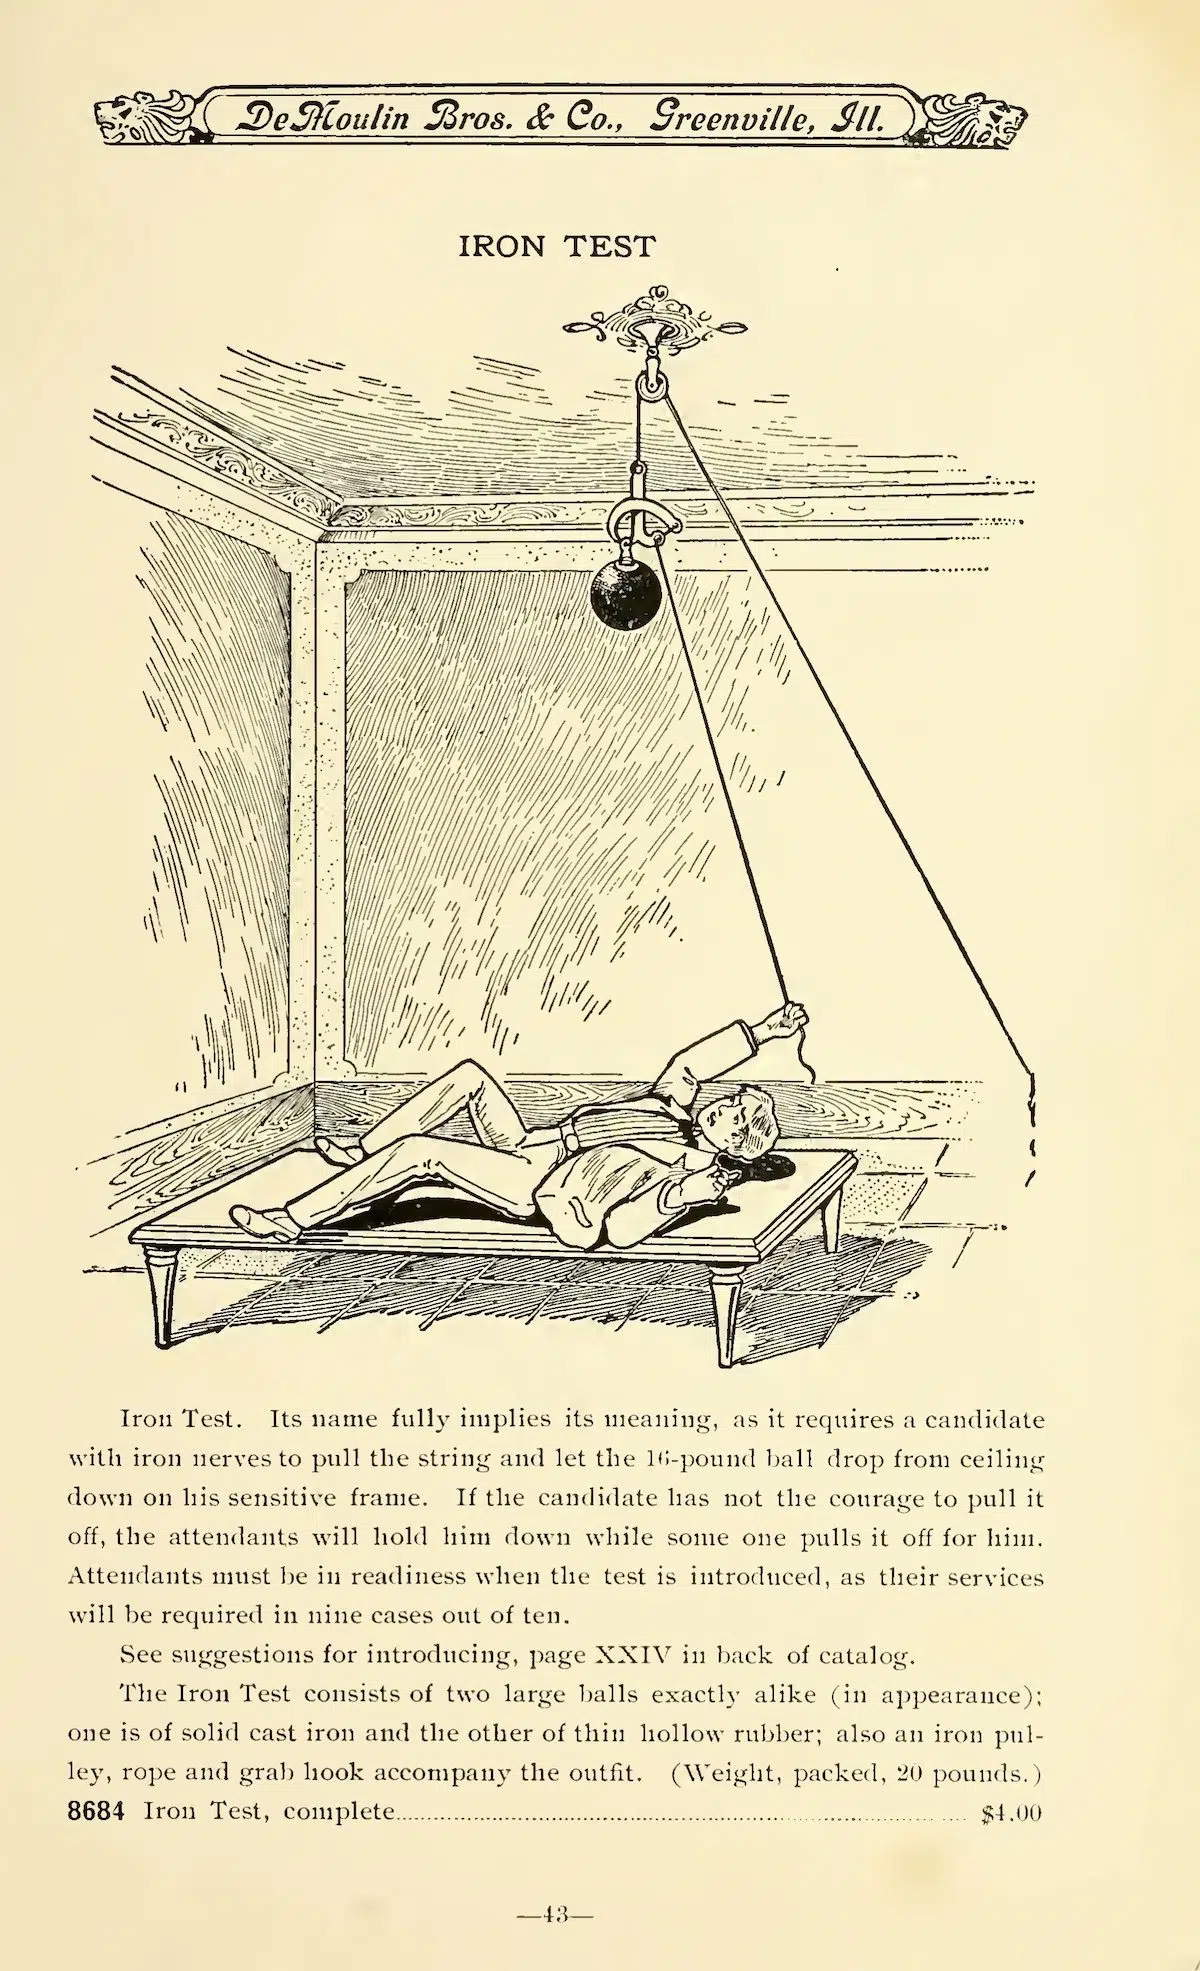 DeMoulin Bros. & Co., Greenville, Ill.
IRON TEST
Iron Test. Its name fully implies its meaning, as it requires a candidate
with iron nerves to pull the string and let the 16-pound ball drop from ceiling
down on his sensitive frame. If the candidate has not the courage to pull it
off, the attendants will hold him down while some one pulls it off for him.
Attendants must be in readiness when the test is introduced, as their services
will be required in nine cases out of ten.
See suggestions for introducing, page XXIV in back of catalog.
The Iron Test consists of two large balls exactly alike (in appearance);
one is of solid cast iron and the other of thin hollow rubber; also an iron pul-
ley, rope and grab hook accompany the outfit. (Weight, packed, 20 pounds.)
8684 Iron Test, complete........................................ $4.00
—43—